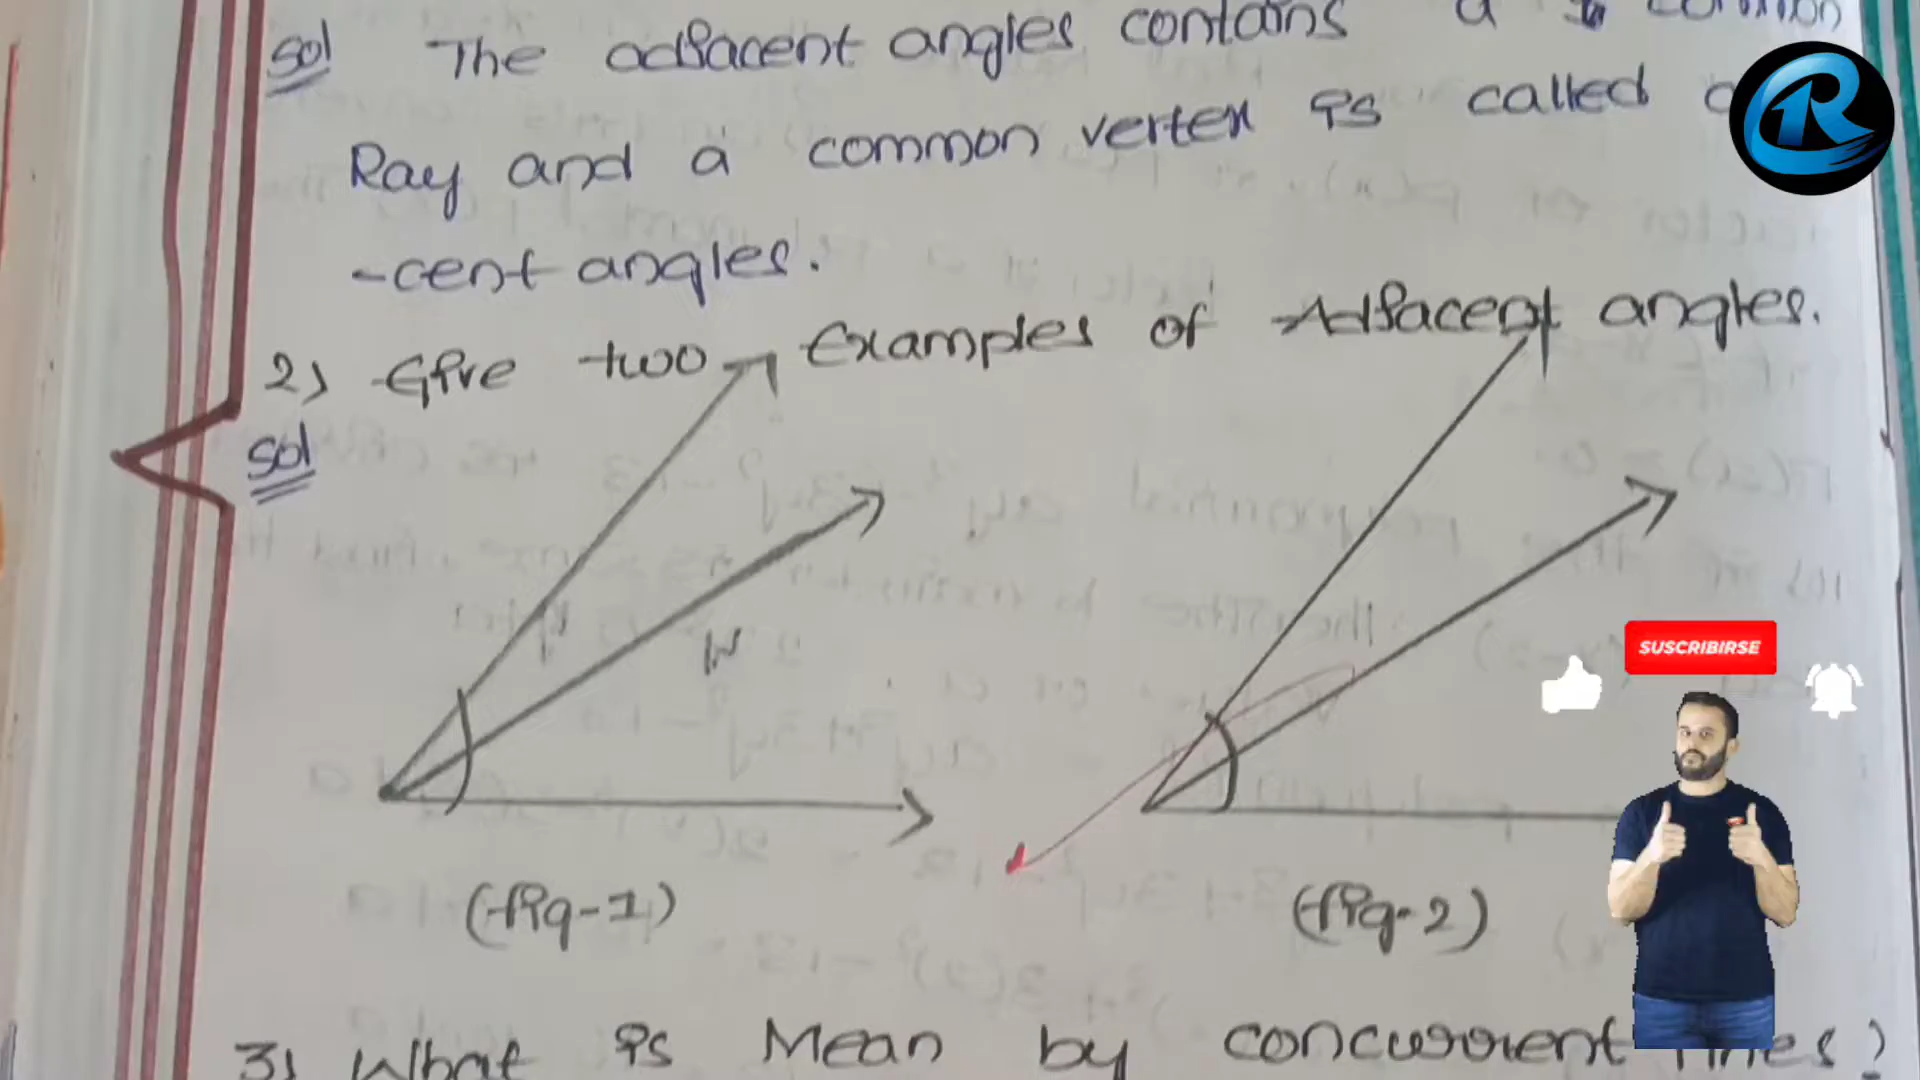 Sol The adjacent angles contains a common
Ray and a common vertex is called
-cent angles.
2) Give two Examples of Adjacent angles.
Sol
SUSCRIBIRSE
(fig-1)
(fig-2)
3) What is Mean by concurrent lines?